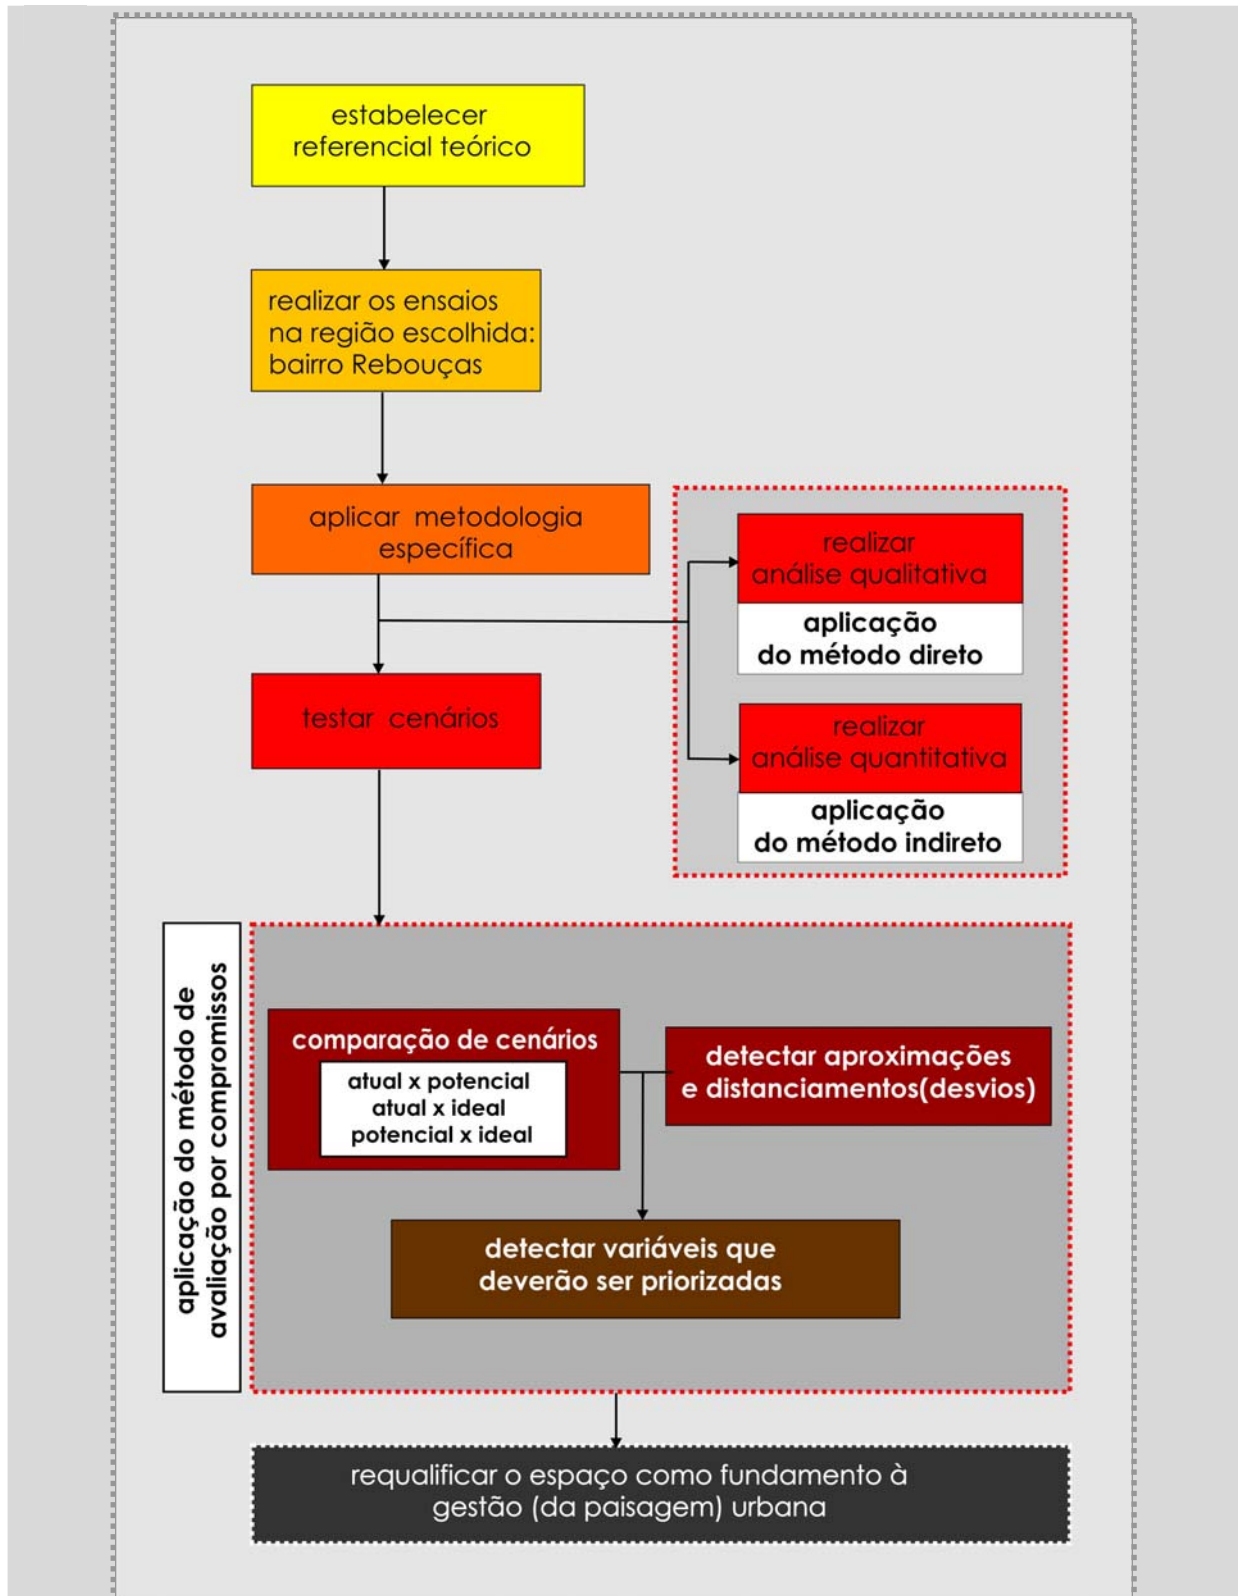 estabelecer
referencial teórico
realizar os ensaios
na região escolhida:
bairro Rebouças
aplicar metodologia
específica
realizar
análise qualitativa
aplicação
do método direto
testar cenários
realizar
análise quantitativa
aplicação
do método indireto
aplicação do método de
avaliação por compromissos
comparação de cenários
atual x potencial
atual x ideal
potencial x ideal
detectar aproximações
e distanciamentos(desvios)
detectar variáveis que
deverão ser priorizadas
requalificar o espaço como fundamento à
gestão (da paisagem) urbana